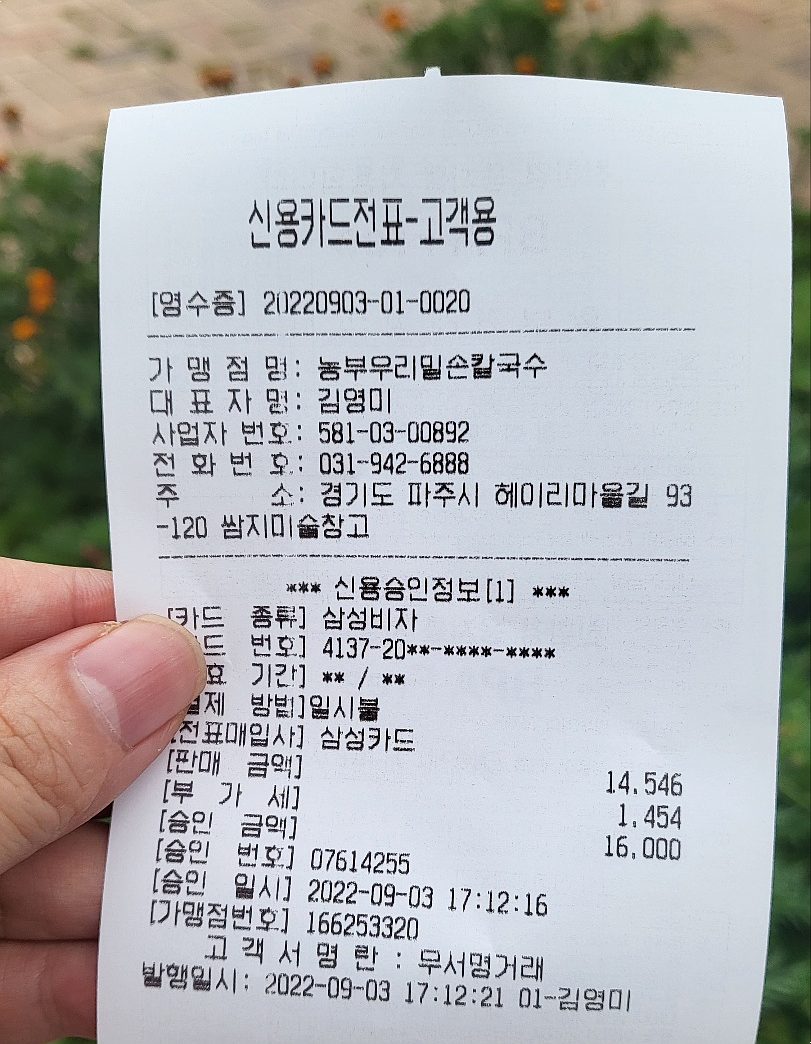 신용카드전표-고객용
[영수증] 20220903-01-0020
가 맹 점 명: 농부우리밀손칼국수
대 표 자 명: 김영미
사업자 번호: 581-03-00892
전 화 번 호: 031-942-6888
주 소: 경기도 파주시 헤이리마을길 93
-120 쌈지미술창고
*** 신용승인정보[1] ***
[카드 종류] 삼성비자
드 번호] 4137-20**-****-****
효 기간] ** / **
결제 방법]일시불
[전표매입사] 삼성카드
[판매 금액] 14,546
[부 가 세] 1,454
[승인 금액] 16,000
[승인 번호] 07614255
[승인 일시] 2022-09-03 17:12:16
[가맹점번호] 166253320
고 객 서 명 란 : 무서명거래
발행일시: 2022-09-03 17:12:21 01-김영미